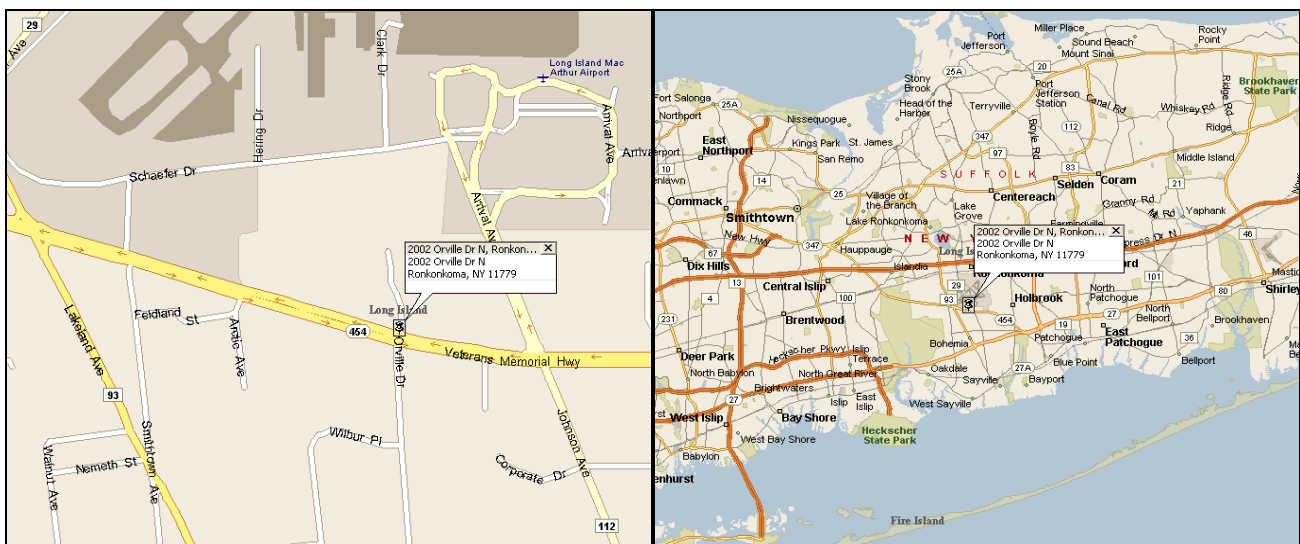 29
Ave
Clark Dr
Long Island Mac
Arthur Airport
Hering Dr
Arrival Ave
Schaefer Dr
Arrival Ave
2002 Orville Dr N, Ronkon...
2002 Orville Dr N
Ronkonkoma, NY 11779
Long Island
Feidland St
Arctic Ave
454
Orville Dr
Veterans Memorial Hwy
Lakeland Ave
93
Smithtown Ave
Wilbur Pl
Johnson Ave
Walnut Ave
Nemeth St
Corporate Dr
112
Miller Place
Rocky
Point
Port
Jefferson
Sound Beach
Mount Sinai
25A
20
Stony
Brook
Port
Jefferson
Station
Brookhaven
State Park
Fort Salonga
25A
Northport
Head of the
Harbor
Terryville
Canal Rd
Whiskey Rd
Ridge Rd
Nissequogue
East
Northport
Kings Park
St. James
347
Boyle Rd
112
Ridge
San Remo
97
Middle Island
10
14
SUFFOLK
83
Selden
Coram
25
Village of
the Branch
Centereach
21
Commack
Smithtown
Lake
Grove
Granny Rd
Yaphank
Lake Ronkonkoma
Farmingville
46
New Hwy
347
Hauppauge
NEW
2002 Orville Dr N, Ronkon...
2002 Orville Dr N
Ronkonkoma, NY 11779
67
Dix Hills
Islandia
101
13
Central Islip
29
North
Patchogue
Shirley
4
100
93
Holbrook
80
231
Brentwood
454
27
North
Bellport
Brookhaven
19
East
Patchogue
Deer Park
Heckscher Pkwy
Islip
Terrace
Bohemia
Patchogue
36
Oakdale
Blue Point
Bellport
North Babylon
North Great River
27A
Brightwaters
Sayville
Bayport
27
Islip
East
Islip
West Sayville
West Islip
Bay Shore
Heckscher
State Park
West Bay Shore
Babylon
Fire Island